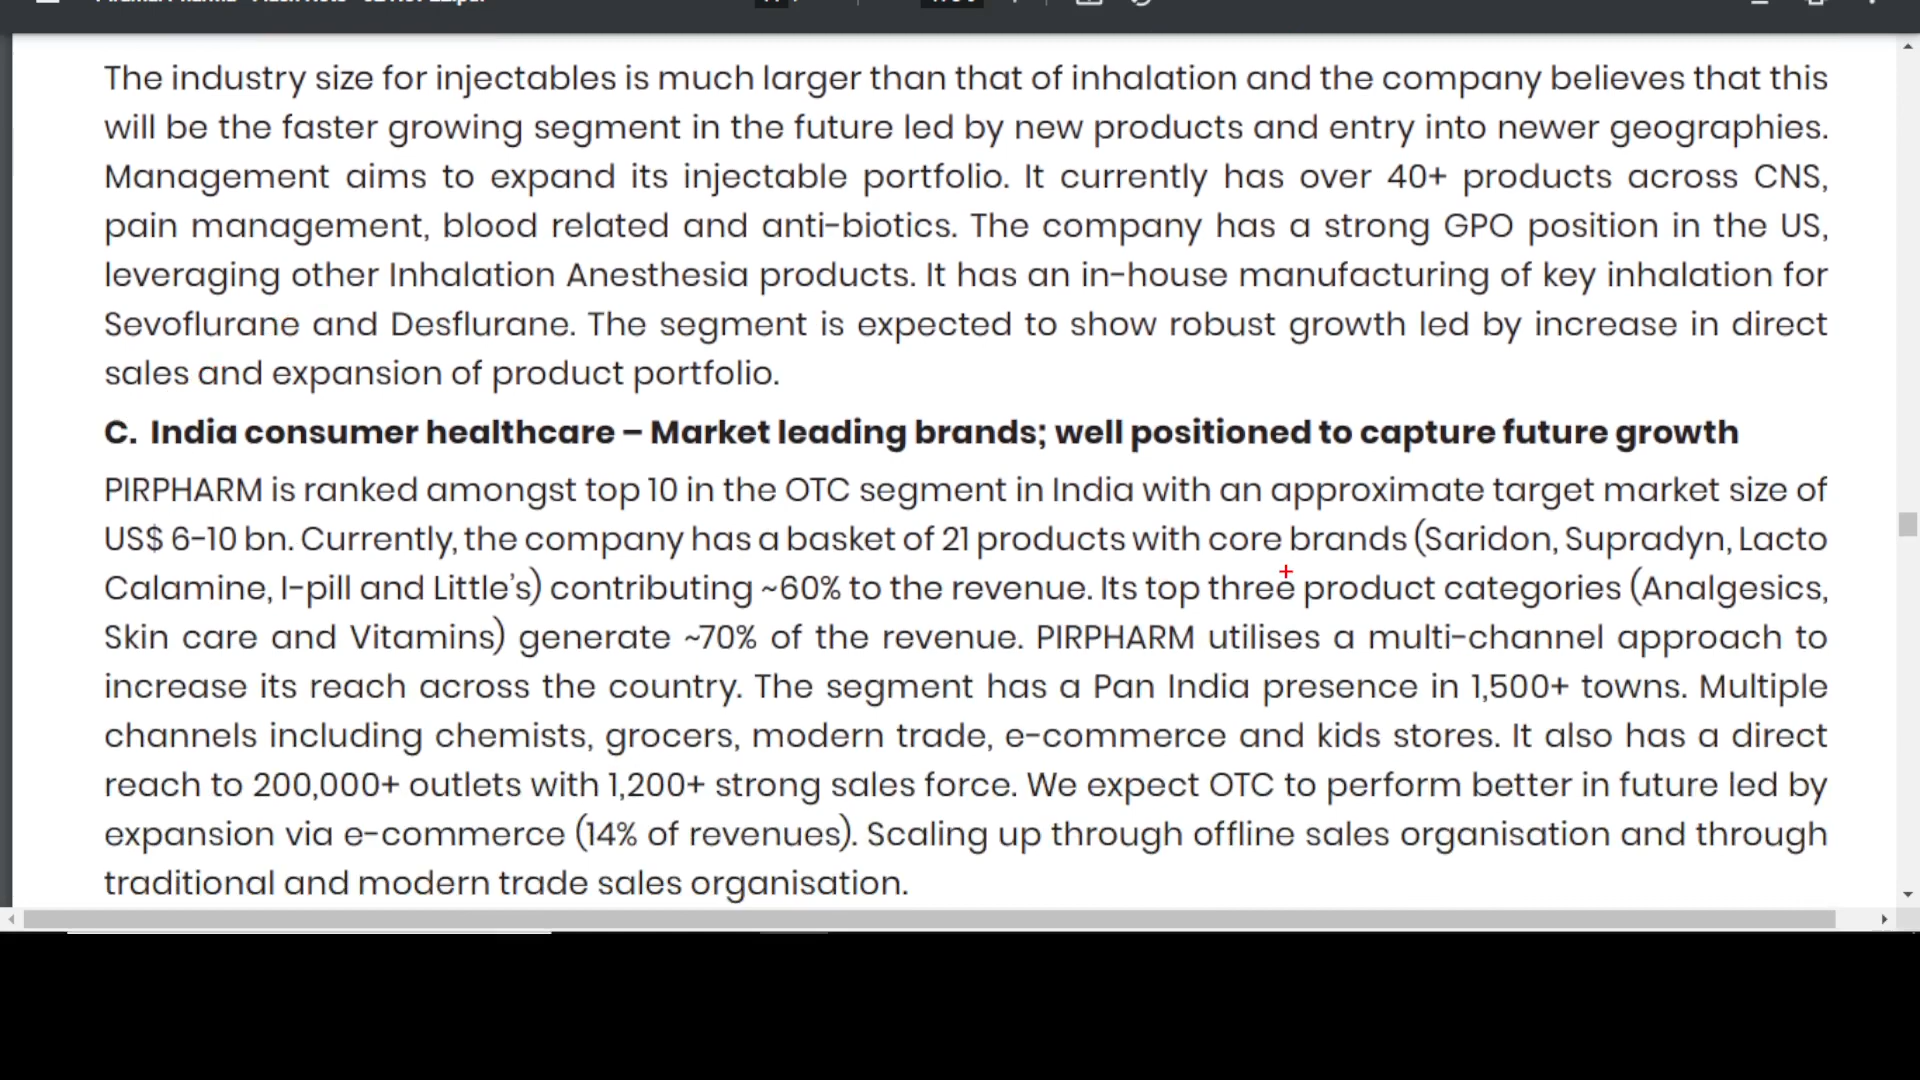 The industry size for injectables is much larger than that of inhalation and the company believes that this
will be the faster growing segment in the future led by new products and entry into newer geographies.
Management aims to expand its injectable portfolio. It currently has over 40+ products across CNS,
pain management, blood related and anti-biotics. The company has a strong GPO position in the US,
leveraging other Inhalation Anesthesia products. It has an in-house manufacturing of key inhalation for
Sevoflurane and Desflurane. The segment is expected to show robust growth led by increase in direct
sales and expansion of product portfolio.
C. India consumer healthcare – Market leading brands; well positioned to capture future growth
PIRPHARM is ranked amongst top 10 in the OTC segment in India with an approximate target market size of
US$ 6-10 bn. Currently, the company has a basket of 21 products with core brands (Saridon, Supradyn, Lacto
Calamine, I-pill and Little's) contributing ~60% to the revenue. Its top three product categories (Analgesics,
Skin care and Vitamins) generate ~70% of the revenue. PIRPHARM utilises a multi-channel approach to
increase its reach across the country. The segment has a Pan India presence in 1,500+ towns. Multiple
channels including chemists, grocers, modern trade, e-commerce and kids stores. It also has a direct
reach to 200,000+ outlets with 1,200+ strong sales force. We expect OTC to perform better in future led by
expansion via e-commerce (14% of revenues). Scaling up through offline sales organisation and through
traditional and modern trade sales organisation.